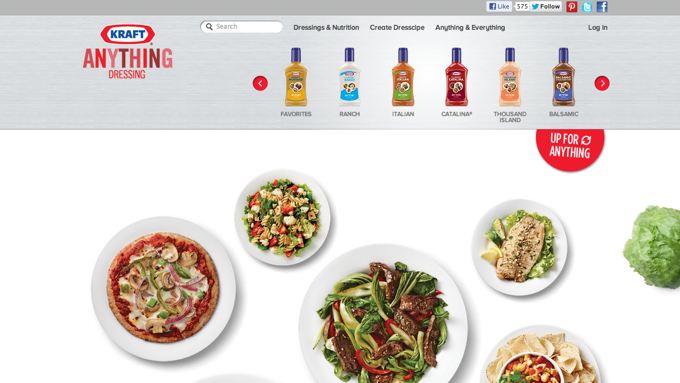 Like 575 Follow
Search
Dressings & Nutrition Create Dresscipe Anything & Everything Log In
KRAFT
ANYTHING
DRESSING
FAVORITES RANCH ITALIAN CATALINA® THOUSAND ISLAND BALSAMIC
UP FOR
ANYTHING